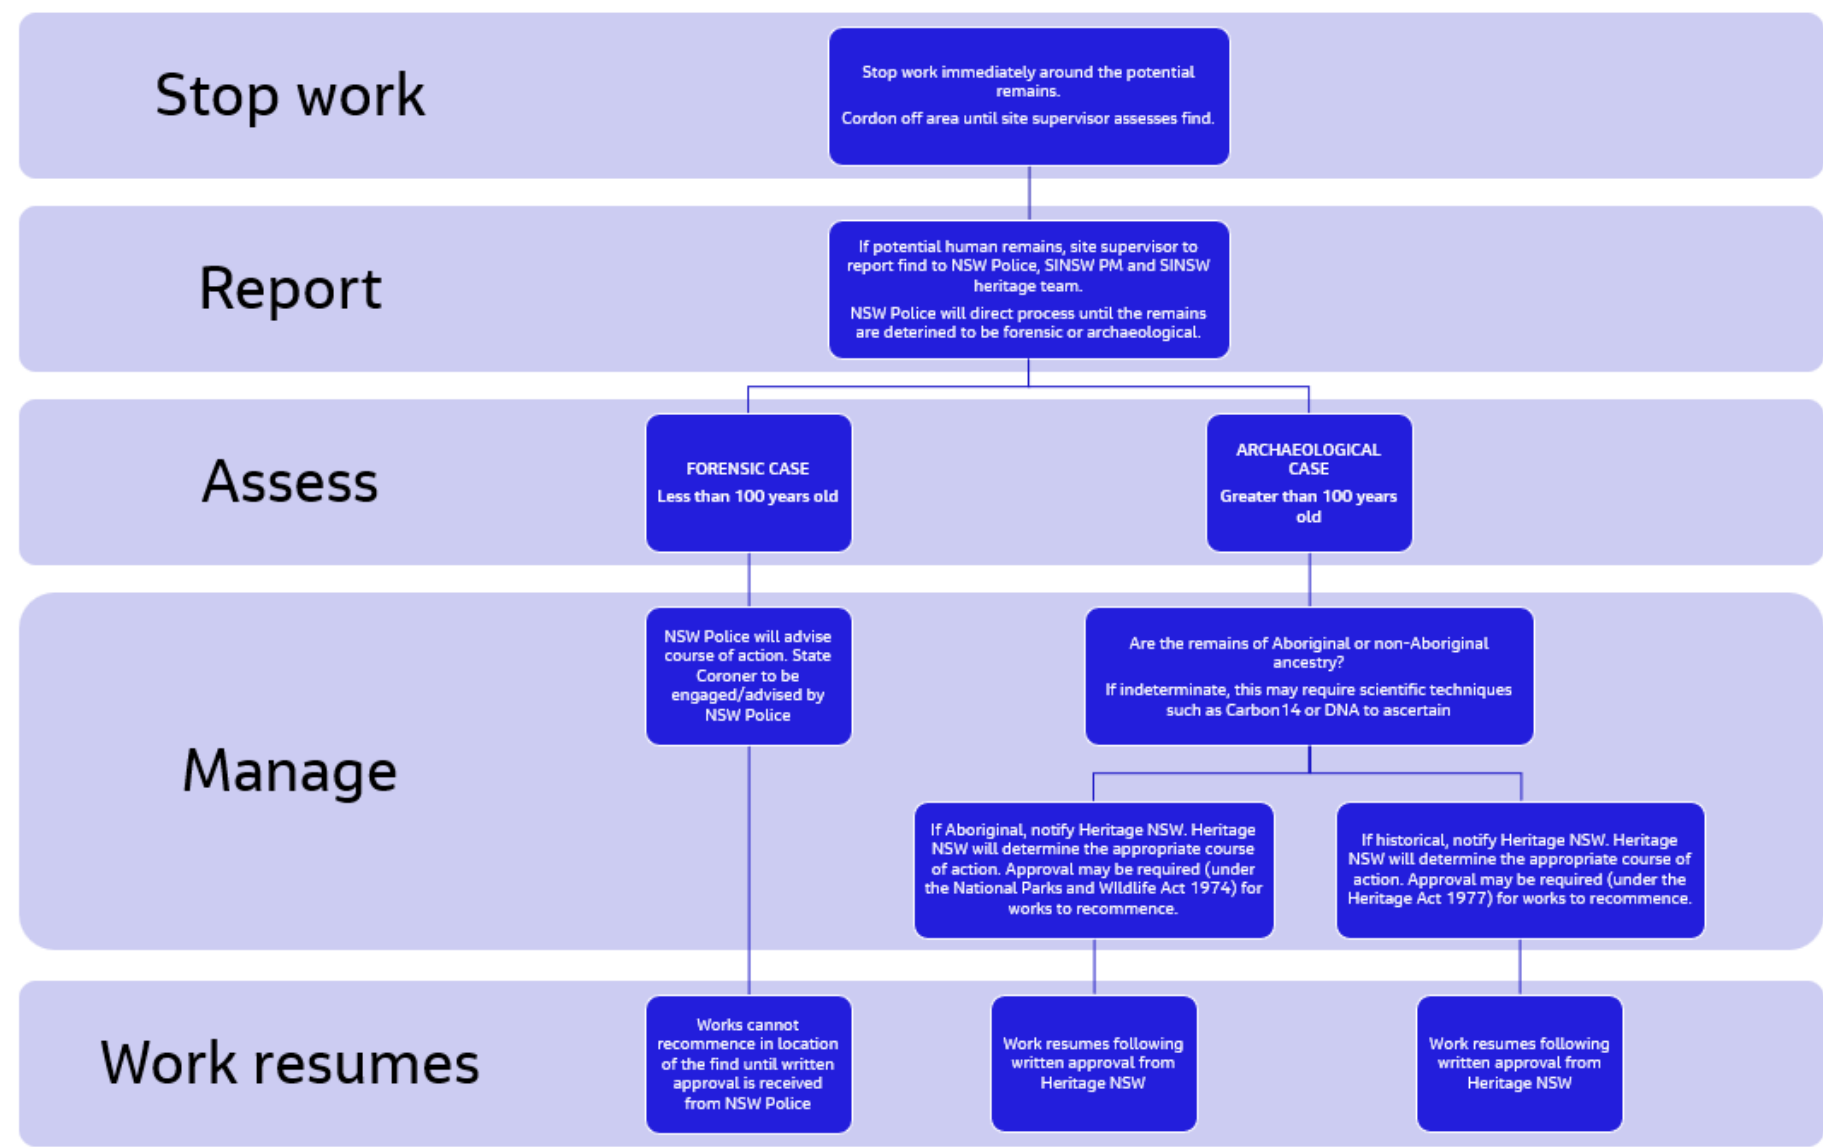 Stop work
Stop work immediately around the potential
remains.
Cordon off area until site supervisor assesses find.
Report
If potential human remains, site supervisor to
report find to NSW Police, SINSW PM and SINSW
heritage team.
NSW Police will direct process until the remains
are deterined to be forensic or archaeological.
Assess
FORENSIC CASE
Less than 100 years old
ARCHAEOLOGICAL
CASE
Greater than 100 years
old
Manage
NSW Police will advise
course of action. State
Coroner to be
engaged/advised by
NSW Police
Are the remains of Aboriginal or non-Aboriginal
ancestry?
If indeterminate, this may require scientific techniques
such as Carbon14 or DNA to ascertain
If Aboriginal, notify Heritage NSW. Heritage
NSW will determine the appropriate course
of action. Approval may be required (under
the National Parks and WIldlife Act 1974) for
works to recommence.
If historical, notify Heritage NSW. Heritage
NSW will determine the appropriate course of
action. Approval may be required (under the
Heritage Act 1977) for works to recommence.
Work resumes
Works cannot
recommence in location
of the find until written
approval is received
from NSW Police
Work resumes following
written approval from
Heritage NSW
Work resumes following
written approval from
Heritage NSW